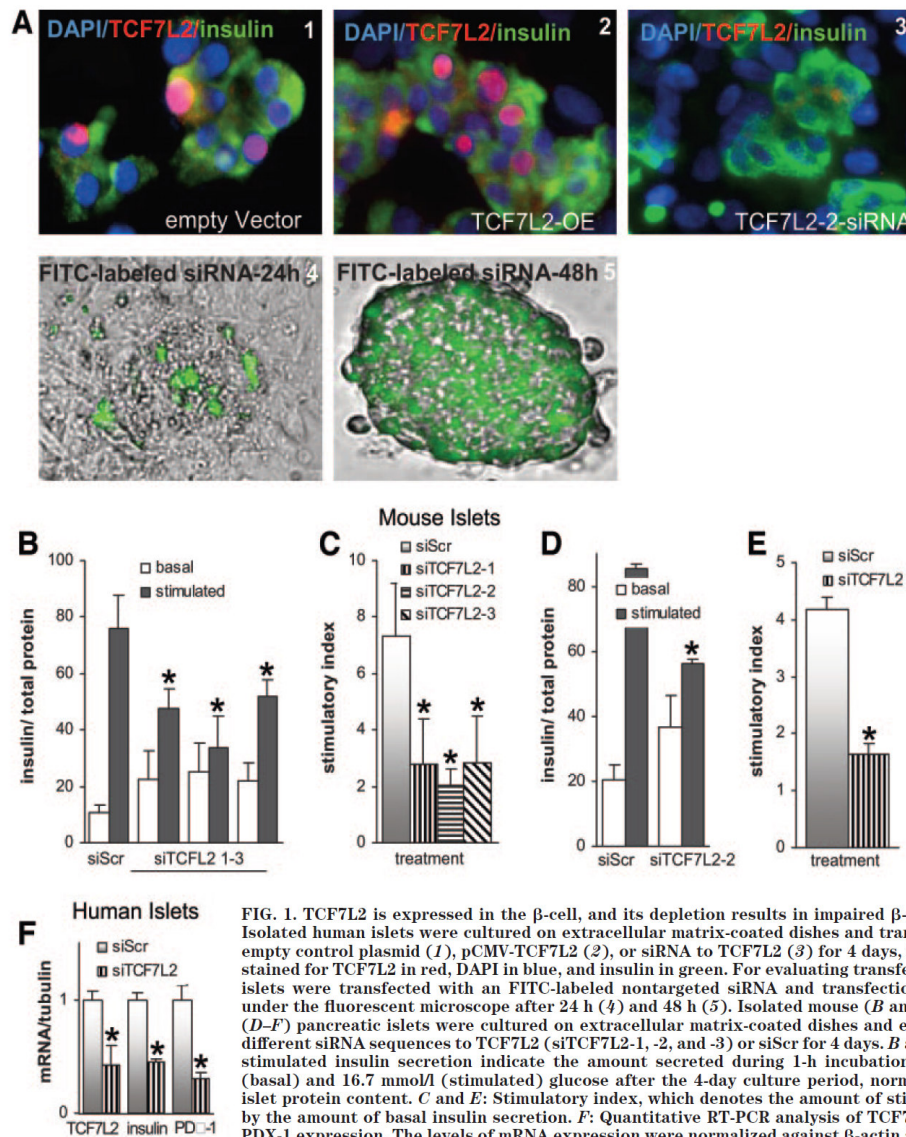 A
DAPI/TCF7L2/insulin 1
empty Vector
DAPI/TCF7L2/insulin 2
TCF7L2-OE
DAPI/TCF7L2/insulin 3
TCF7L2-2-siRNA
FITC-labeled siRNA-24h 4
FITC-labeled siRNA-48h 5
Mouse Islets
B
insulin/ total protein
100
80
60
40
20
0
basal
stimulated
*
*
*
siScr
siTCFL2 1-3
C
stimulatory index
10
8
6
4
2
0
siScr
siTCF7L2-1
siTCF7L2-2
siTCF7L2-3
*
*
*
treatment
D
insulin/ total protein
80
60
40
20
0
basal
stimulated
*
siScr
siTCF7L2-2
E
stimulatory index
5
4
3
2
1
0
siScr
siTCF7L2
*
treatment
F
Human Islets
mRNA/tubulin
1
0
siScr
siTCF7L2
*
*
*
TCF7L2
insulin
PD□-1
FIG. 1. TCF7L2 is expressed in the β-cell, and its depletion results in impaired β-
Isolated human islets were cultured on extracellular matrix-coated dishes and tran
empty control plasmid (1), pCMV-TCF7L2 (2), or siRNA to TCF7L2 (3) for 4 days,
stained for TCF7L2 in red, DAPI in blue, and insulin in green. For evaluating transfe
islets were transfected with an FITC-labeled nontargeted siRNA and transfectio
under the fluorescent microscope after 24 h (4) and 48 h (5). Isolated mouse (B an
(D–F) pancreatic islets were cultured on extracellular matrix-coated dishes and e
different siRNA sequences to TCF7L2 (siTCF7L2-1, -2, and -3) or siScr for 4 days. B
stimulated insulin secretion indicate the amount secreted during 1-h incubation
(basal) and 16.7 mmol/l (stimulated) glucose after the 4-day culture period, norm
islet protein content. C and E: Stimulatory index, which denotes the amount of sti
by the amount of basal insulin secretion. F: Quantitative RT-PCR analysis of TCF7
PDX-1 expression. The levels of mRNA expression were normalized against β-actin